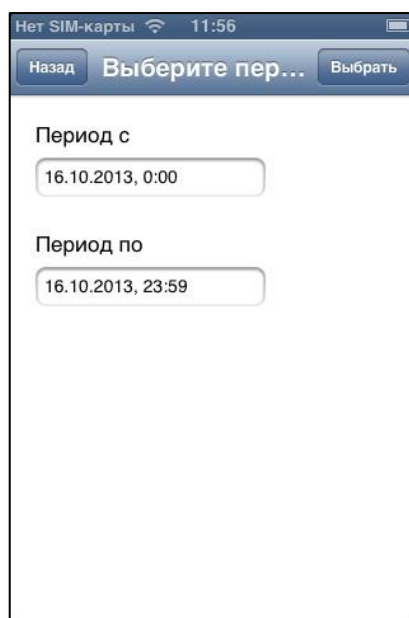 Нет SIM-карты 11:56
Назад Выберите пер... Выбрать
Период с
16.10.2013, 0:00
Период по
16.10.2013, 23:59